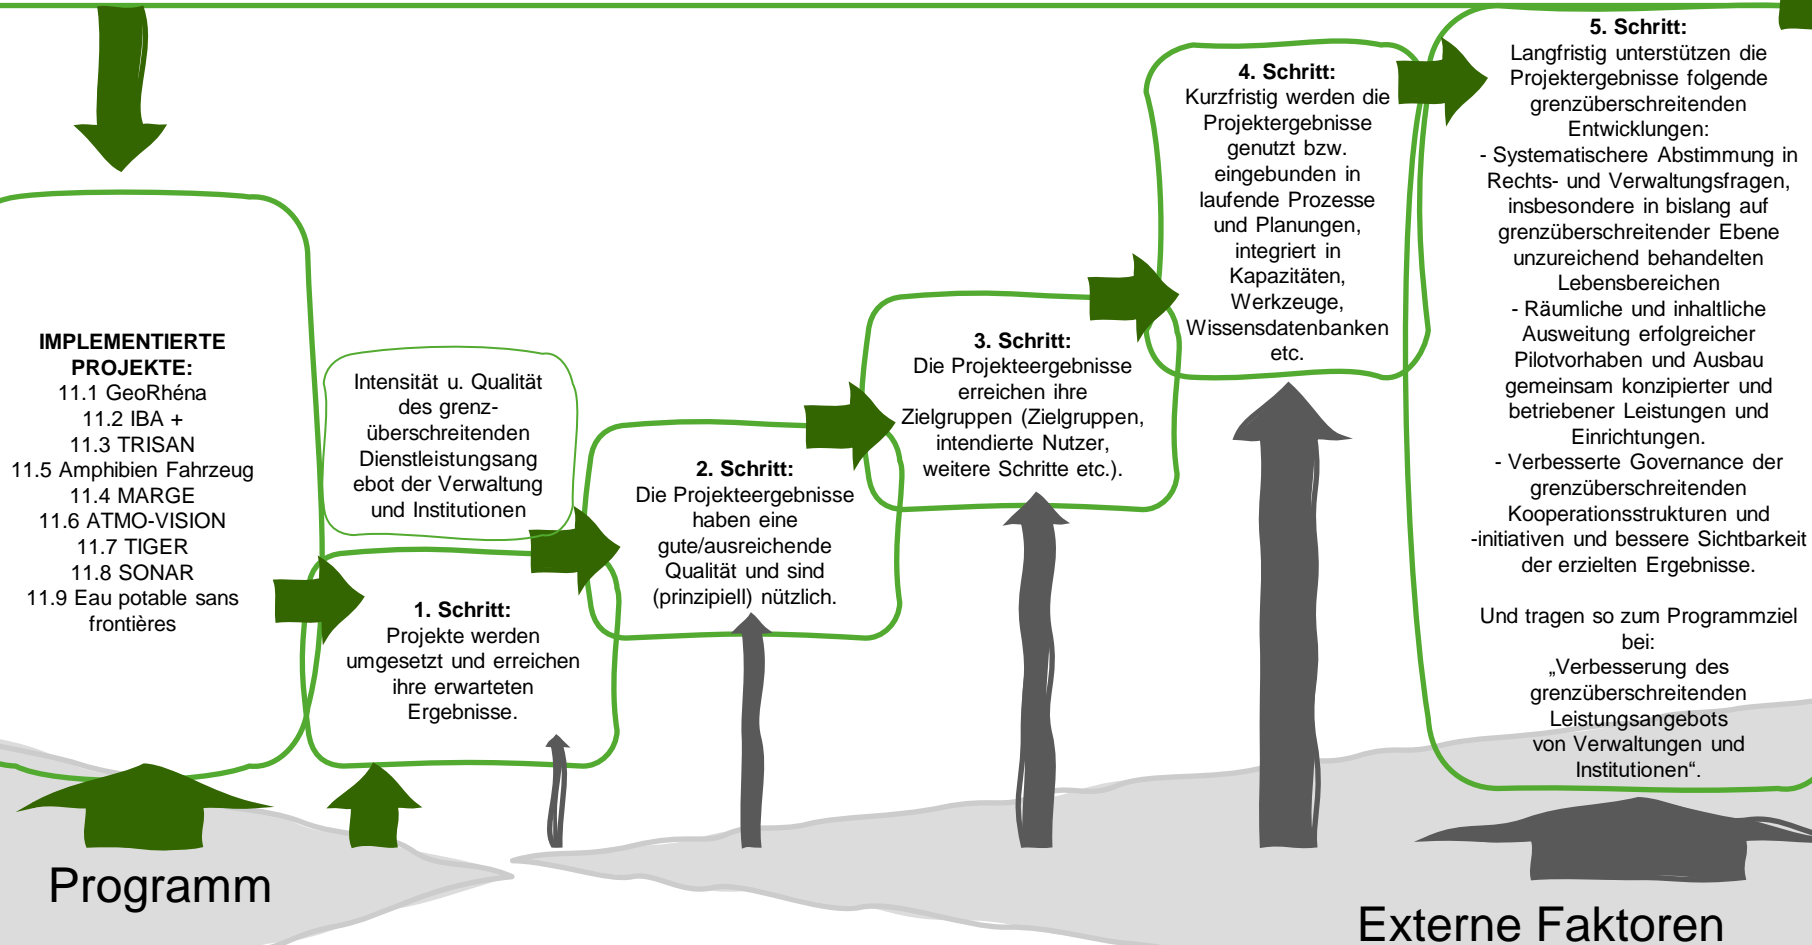 IMPLEMENTIERTE
PROJEKTE:
11.1 GeoRhéna
11.2 IBA +
11.3 TRISAN
11.5 Amphibien Fahrzeug
11.4 MARGE
11.6 ATMO-VISION
11.7 TIGER
11.8 SONAR
11.9 Eau potable sans
frontières
Intensität u. Qualität
des grenz-
überschreitenden
Dienstleistungsang
ebot der Verwaltung
und Institutionen
1. Schritt:
Projekte werden
umgesetzt und erreichen
ihre erwarteten
Ergebnisse.
2. Schritt:
Die Projekteergebnisse
haben eine
gute/ausreichende
Qualität und sind
(prinzipiell) nützlich.
3. Schritt:
Die Projekteergebnisse
erreichen ihre
Zielgruppen (Zielgruppen,
intendierte Nutzer,
weitere Schritte etc.).
4. Schritt:
Kurzfristig werden die
Projektergebnisse
genutzt bzw.
eingebunden in
laufende Prozesse
und Planungen,
integriert in
Kapazitäten,
Werkzeuge,
Wissensdatenbanken
etc.
5. Schritt:
Langfristig unterstützen die
Projektergebnisse folgende
grenzüberschreitenden
Entwicklungen:
- Systematischere Abstimmung in
Rechts- und Verwaltungsfragen,
insbesondere in bislang auf
grenzüberschreitender Ebene
unzureichend behandelten
Lebensbereichen
- Räumliche und inhaltliche
Ausweitung erfolgreicher
Pilotvorhaben und Ausbau
gemeinsam konzipierter und
betriebener Leistungen und
Einrichtungen.
- Verbesserte Governance der
grenzüberschreitenden
Kooperationsstrukturen und
-initiativen und bessere Sichtbarkeit
der erzielten Ergebnisse.
Und tragen so zum Programmziel
bei:
„Verbesserung des
grenzüberschreitenden
Leistungsangebots
von Verwaltungen und
Institutionen“.
Programm
Externe Faktoren